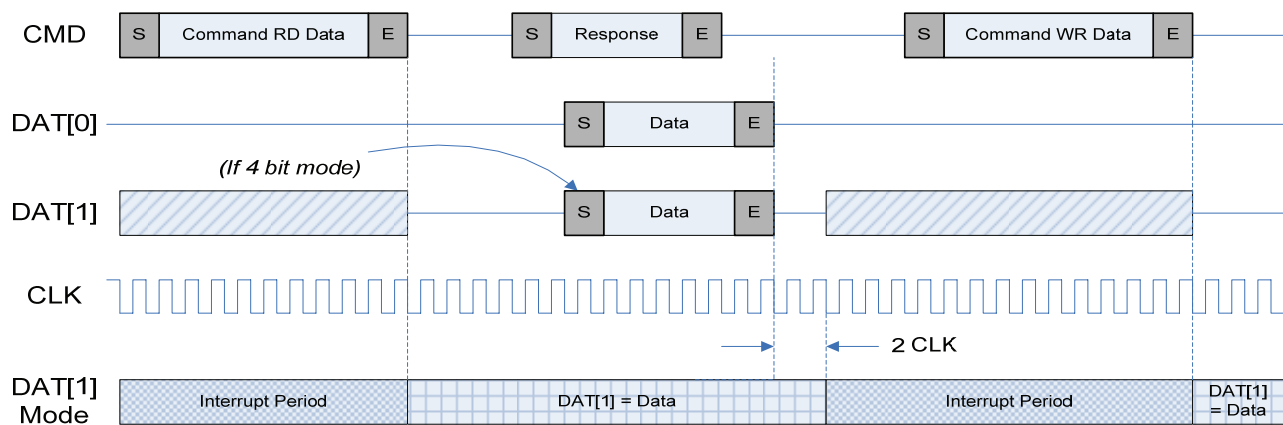 CMD S Command RD Data E S Response E S Command WR Data E
DAT[0] S Data E
(If 4 bit mode)
DAT[1] S Data E
CLK
2 CLK
DAT[1]
Mode
Interrupt Period
DAT[1] = Data
Interrupt Period
DAT[1]
= Data